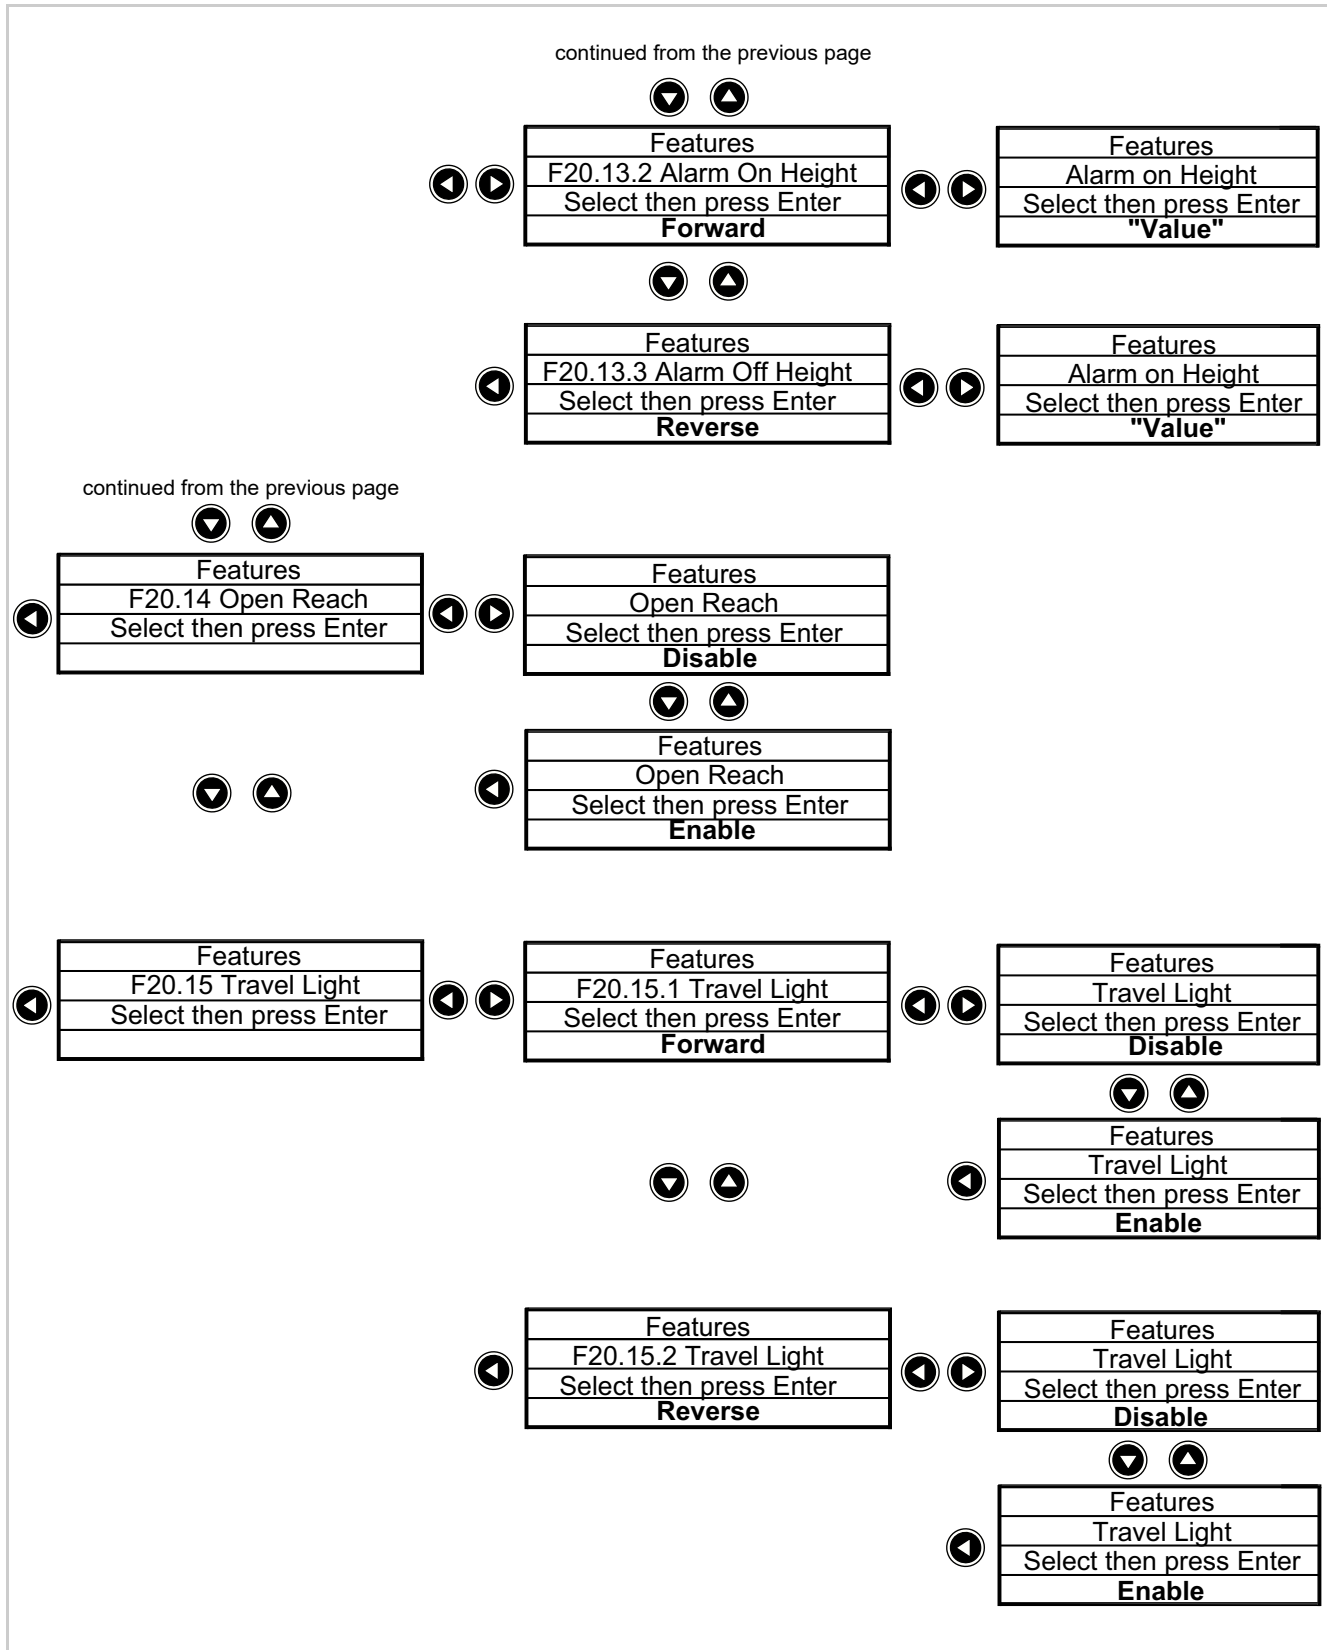 continued from the previous page
Features
F20.13.2 Alarm On Height
Select then press Enter
Forward
Features
Alarm on Height
Select then press Enter
"Value"
Features
F20.13.3 Alarm Off Height
Select then press Enter
Reverse
Features
Alarm on Height
Select then press Enter
"Value"
continued from the previous page
Features
F20.14 Open Reach
Select then press Enter
Features
Open Reach
Select then press Enter
Disable
Features
Open Reach
Select then press Enter
Enable
Features
F20.15 Travel Light
Select then press Enter
Features
F20.15.1 Travel Light
Select then press Enter
Forward
Features
Travel Light
Select then press Enter
Disable
Features
Travel Light
Select then press Enter
Enable
Features
F20.15.2 Travel Light
Select then press Enter
Reverse
Features
Travel Light
Select then press Enter
Disable
Features
Travel Light
Select then press Enter
Enable